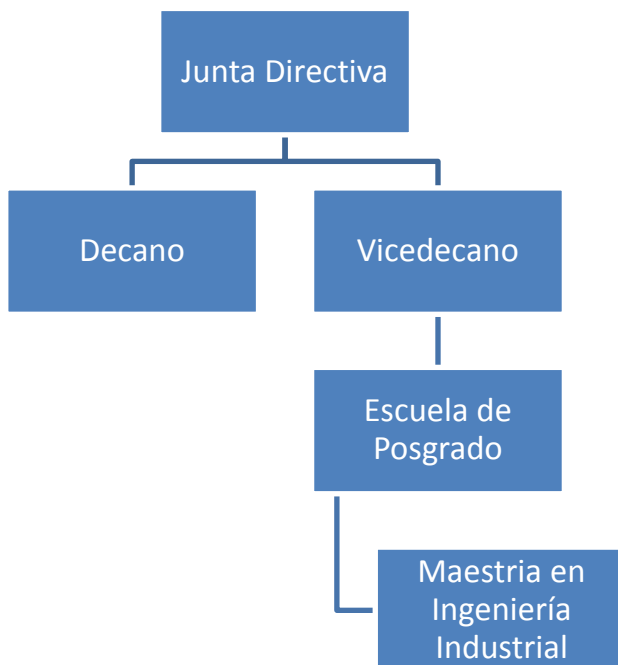 Junta Directiva
Decano
Vicedecano
Escuela de
Posgrado
Maestria en
Ingeniería
Industrial